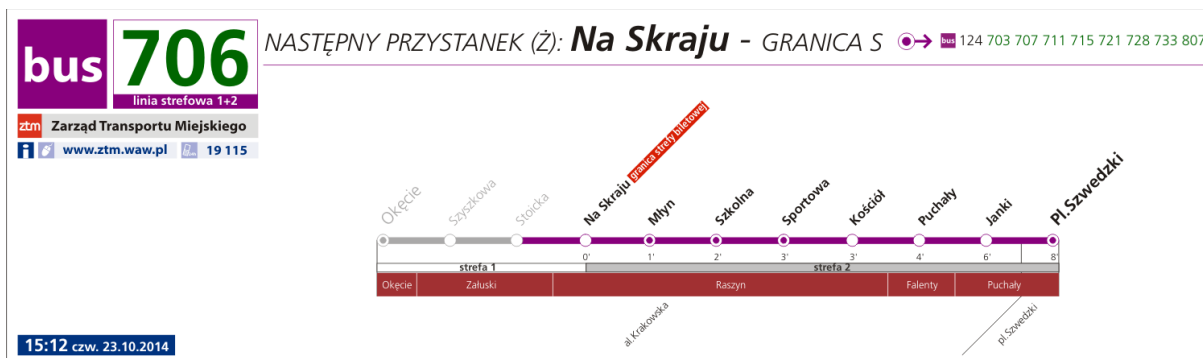 bus
706
linia strefowa 1+2
NASTĘPNY PRZYSTANEK (Ż): Na Skraju - GRANICA S
bus 124 703 707 711 715 721 728 733 807
ztm Zarząd Transportu Miejskiego
i www.ztm.waw.pl 19 115
Okęcie
Szyszkowa
Stoicka
Na Skraju granica strefy biletowej
Młyn
Szkolna
Sportowa
Kościół
Puchały
Janki
Pl.Szwedzki
0' 1' 2' 3' 3' 4' 6' 8'
strefa 1 strefa 2
Okęcie Załuski Raszyn Falenty Puchały
al.Krakowska
pl.Szwedzki
15:12 czw. 23.10.2014